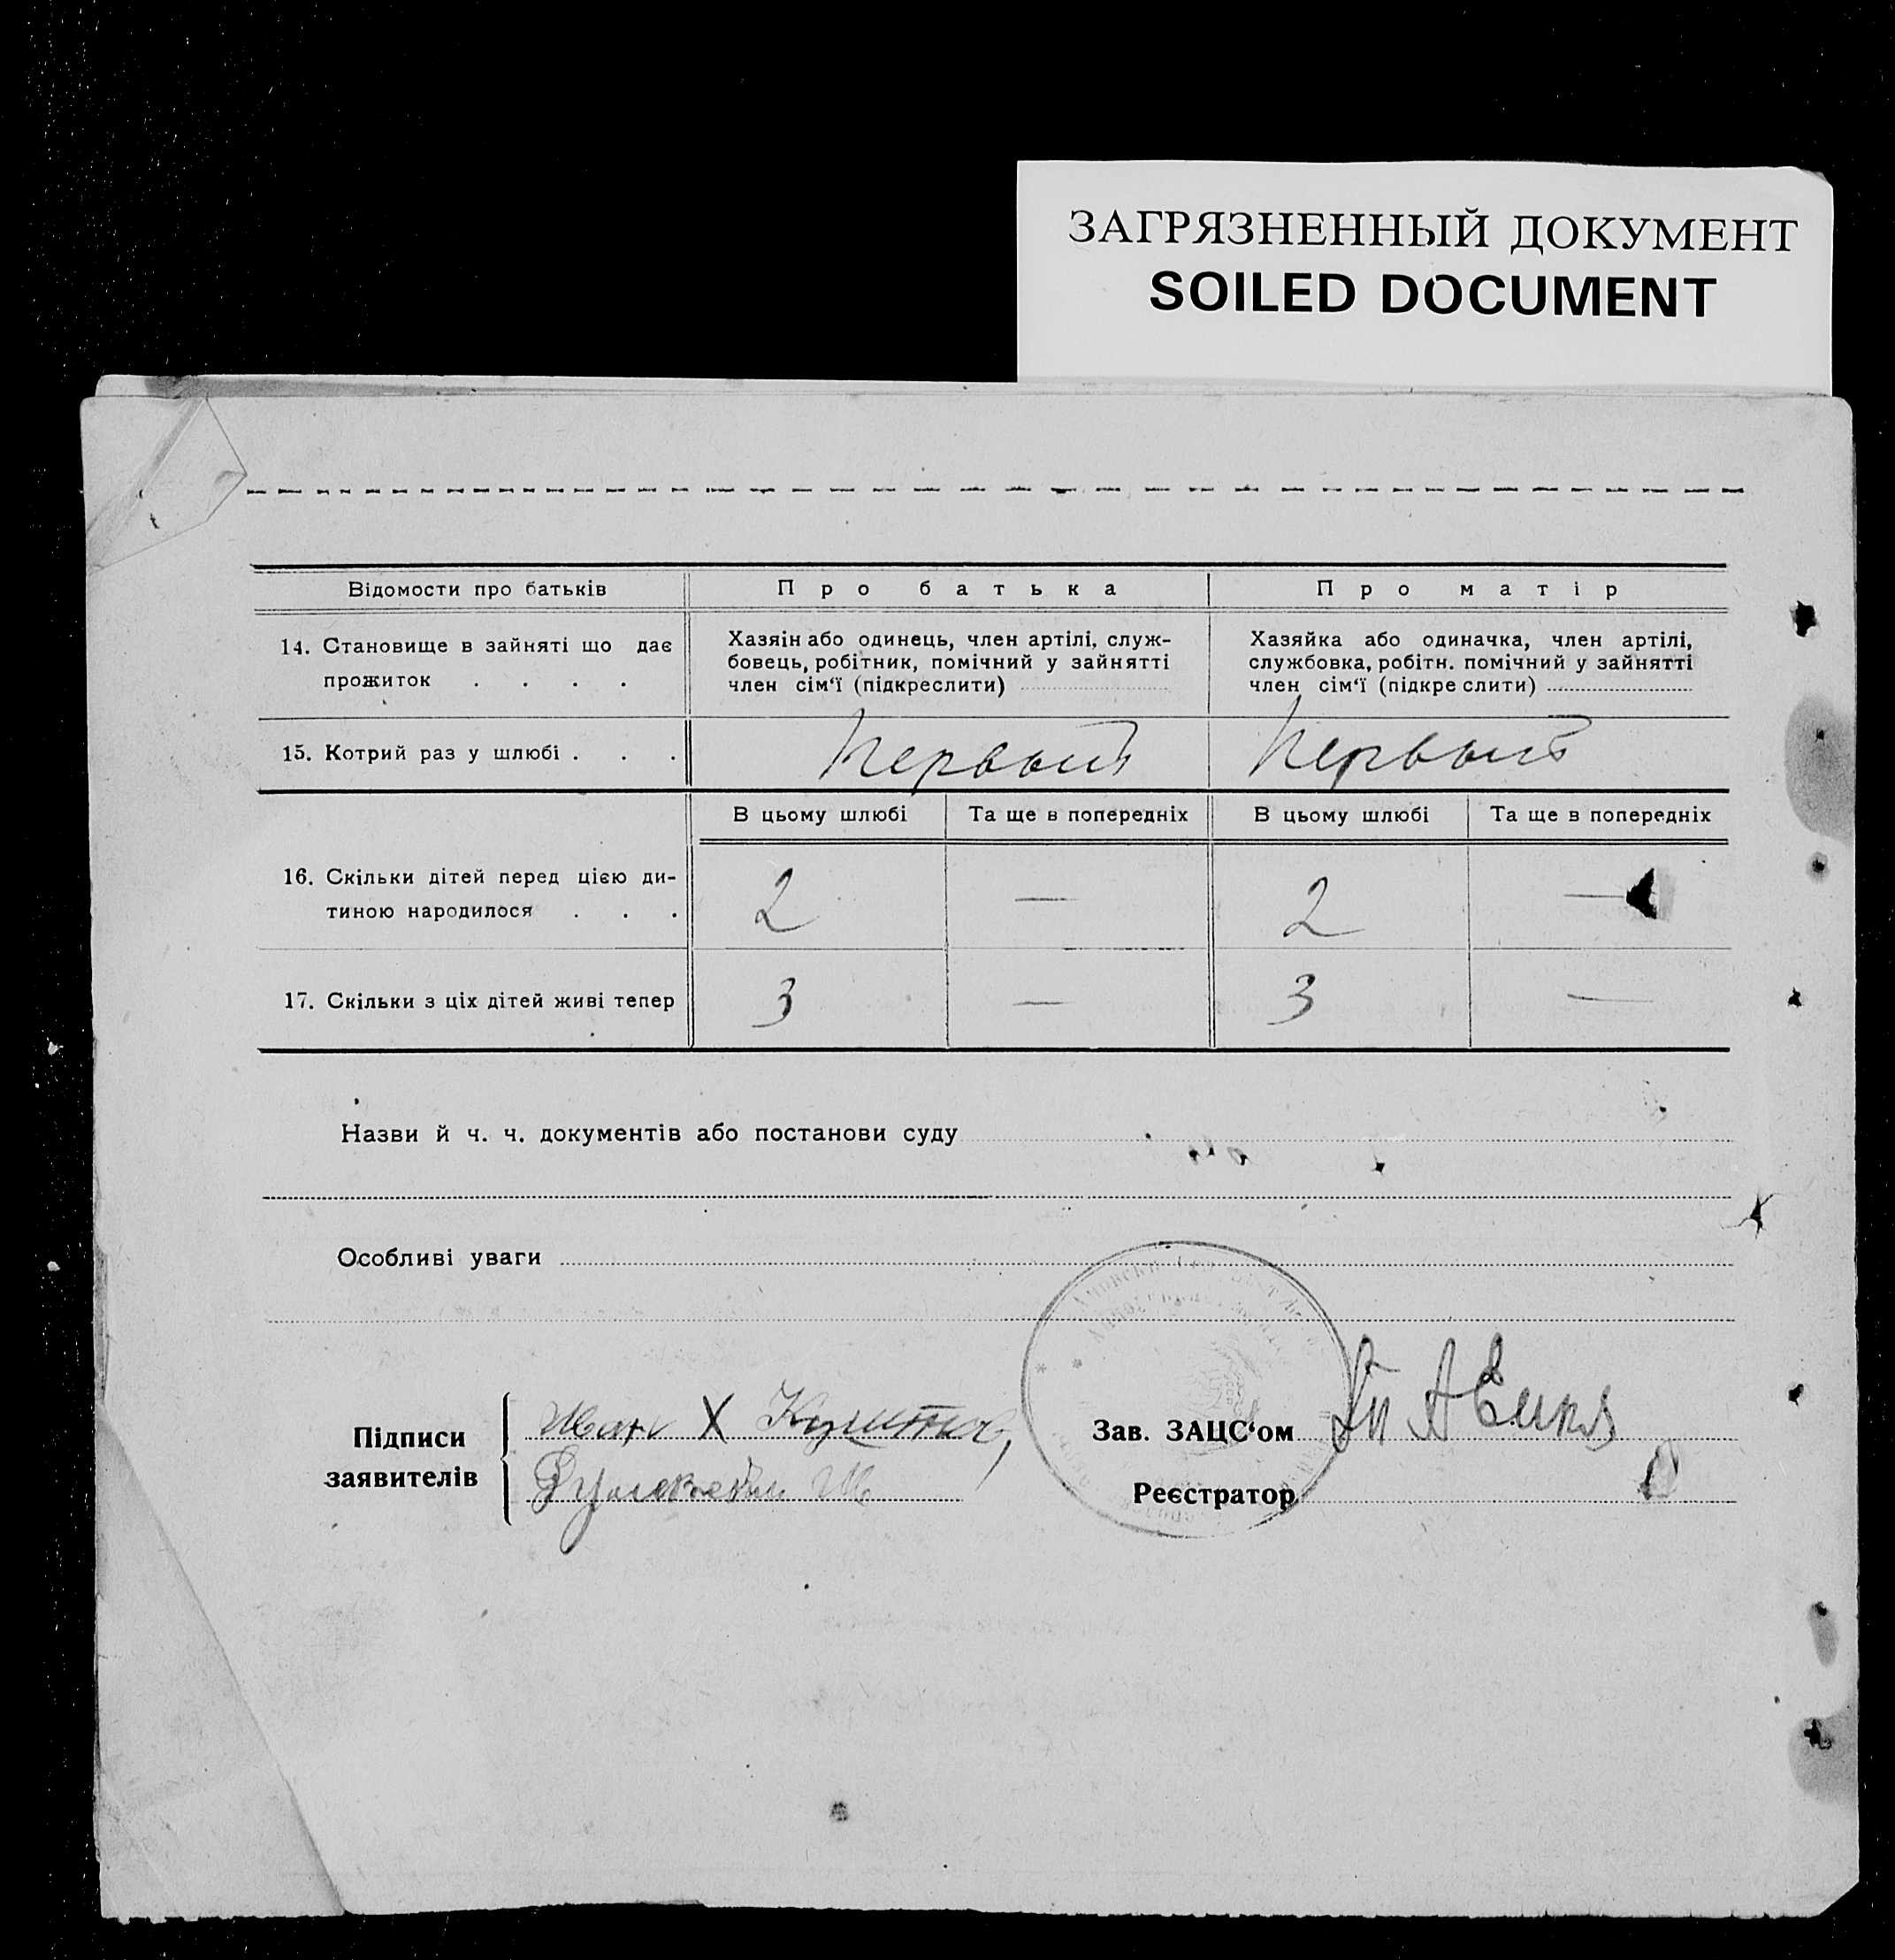 ЗАГРЯЗНЕННЫЙ ДОКУМЕНТ
SOILED DOCUMENT
Відомости про батьків
Про батька
Про матір
14. Становище в зайняті що дає
прожиток . . . .
Хазяїн або одинець, член артілі, служ-
бовець, робітник, помічний у зайнятті
член сім‘ї (підкреслити)
Хазяйка або одиначка, член артілі,
службовка, робітн. помічний у зайнятті
член сім‘ї (підкреслити)
15. Котрий раз у шлюбі . . .
Первый
Первый
В цьому шлюбі
Та ще в попередніх
В цьому шлюбі
Та ще в попередніх
16. Скільки дітей перед цією ди-
тиною народилося . . .
2
—
2
—
17. Скільки з ціх дітей живі тепер
3
—
3
—
Назви й ч. ч. документів або постанови суду
Особливі уваги
Підписи
заявителів
X
Зав. ЗАЦС‘ом
Реєстратор